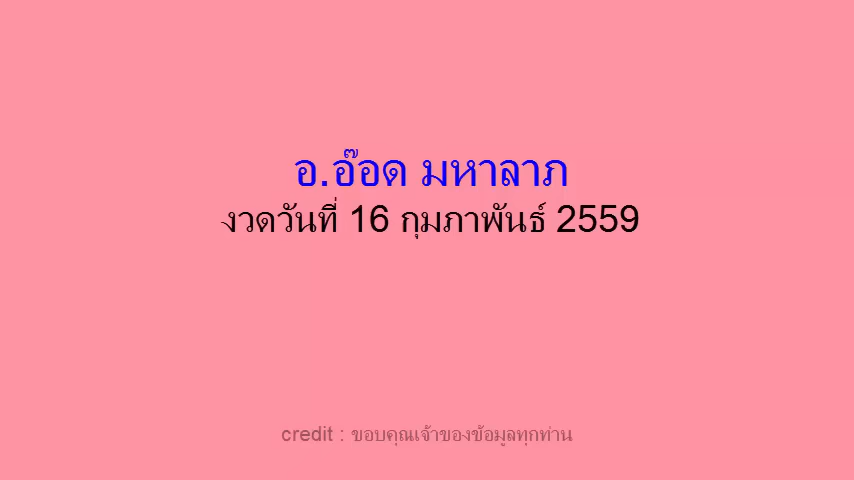 อ.อ๊อด มหาลาภ
งวดวันที่ 16 กุมภาพันธ์ 2559
credit : ขอบคุณเจ้าของข้อมูลทุกท่าน